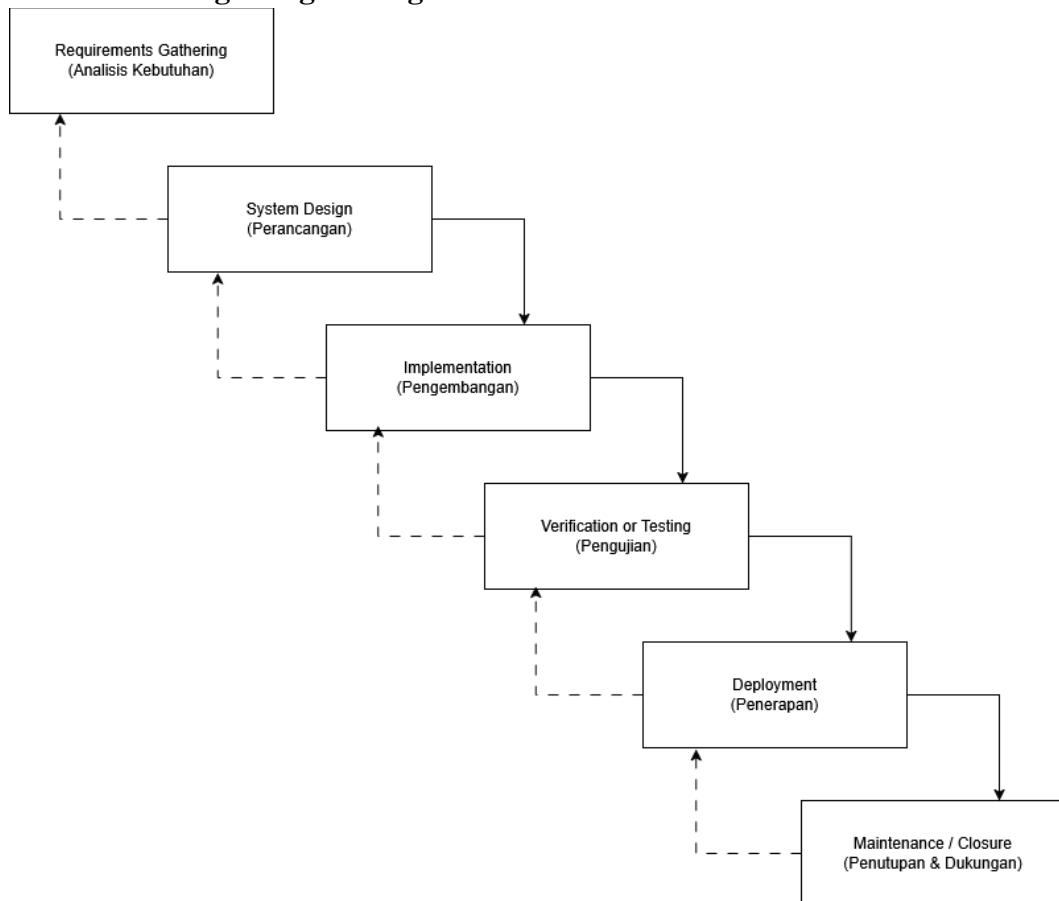 Requirements Gathering
(Analisis Kebutuhan)
System Design
(Perancangan)
Implementation
(Pengembangan)
Verification or Testing
(Pengujian)
Deployment
(Penerapan)
Maintenance / Closure
(Penutupan & Dukungan)